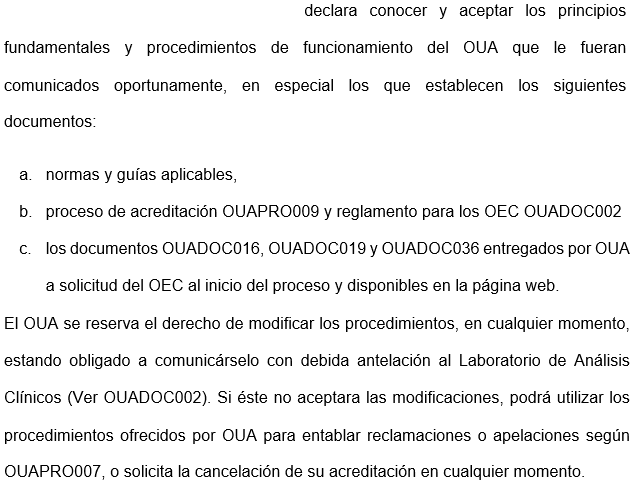 declara conocer y aceptar los principios
fundamentales y procedimientos de funcionamiento del OUA que le fueran
comunicados oportunamente, en especial los que establecen los siguientes
documentos:
a. normas y guías aplicables,
b. proceso de acreditación OUAPRO009 y reglamento para los OEC OUADOC002
c. los documentos OUADOC016, OUADOC019 y OUADOC036 entregados por OUA
a solicitud del OEC al inicio del proceso y disponibles en la página web.
El OUA se reserva el derecho de modificar los procedimientos, en cualquier momento,
estando obligado a comunicárselo con debida antelación al Laboratorio de Análisis
Clínicos (Ver OUADOC002). Si éste no aceptara las modificaciones, podrá utilizar los
procedimientos ofrecidos por OUA para entablar reclamaciones o apelaciones según
OUAPRO007, o solicita la cancelación de su acreditación en cualquier momento.